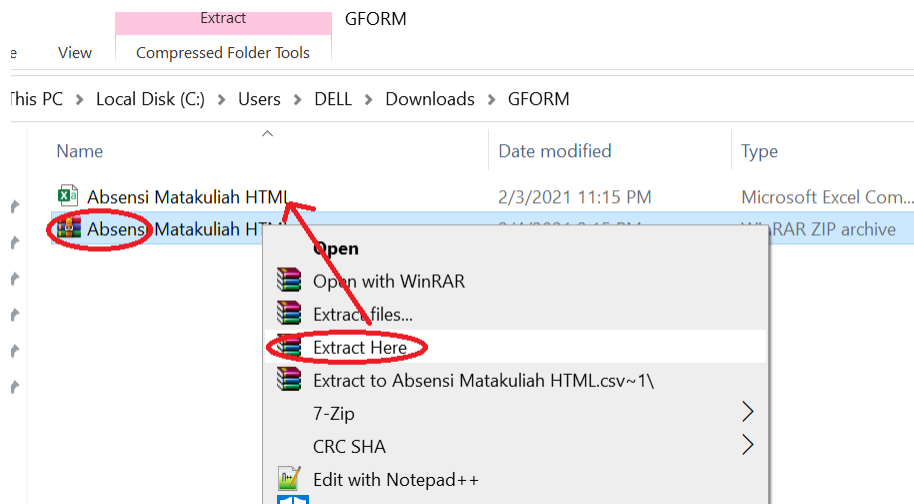 Extract
GFORM
e
View
Compressed Folder Tools
This PC > Local Disk (C:) > Users > DELL > Downloads > GFORM
Name
Date modified
Type
Absensi Matakuliah HTML
2/3/2021 11:15 PM
Microsoft Excel Com...
Absensi Matakuliah HTML
WinRAR ZIP archive
Open
Open with WinRAR
Extract files...
Extract Here
Extract to Absensi Matakuliah HTML.csv~1\
7-Zip
CRC SHA
Edit with Notepad++